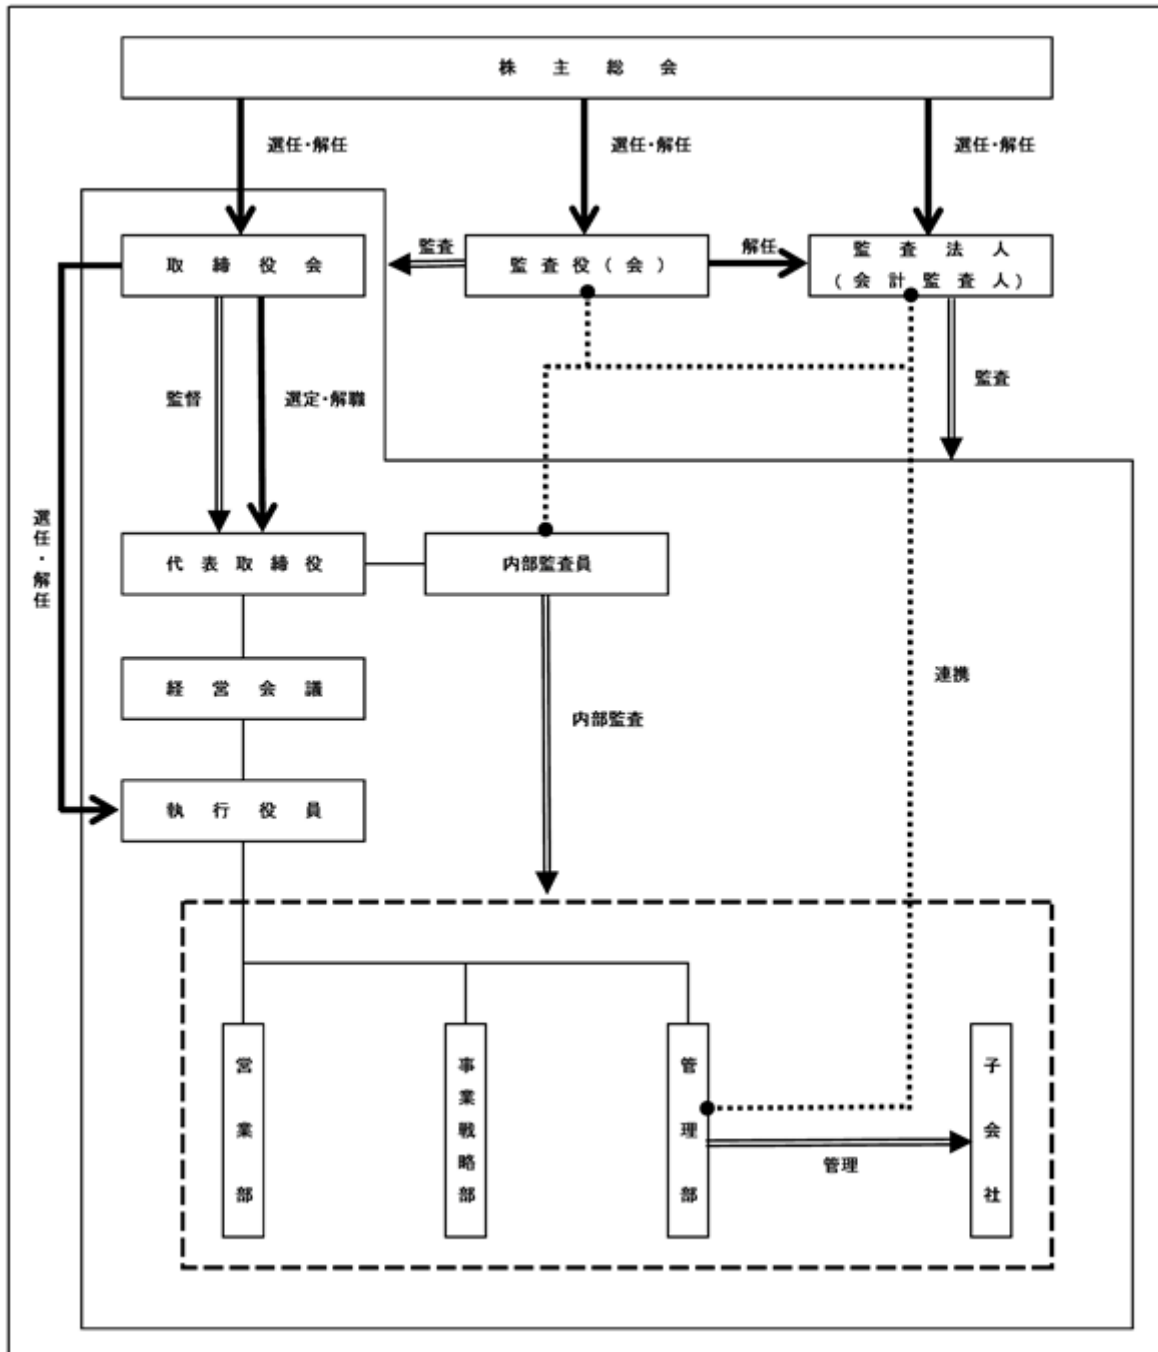 株主総会
選任・解任
選任・解任
選任・解任
取締役会
監査
監査役(会)
解任
監査法人
(会計監査人)
監督
選定・解職
監査
選任・解任
代表取締役
内部監査員
経営会議
内部監査
連携
執行役員
営業部
事業戦略部
管理部
管理
子会社